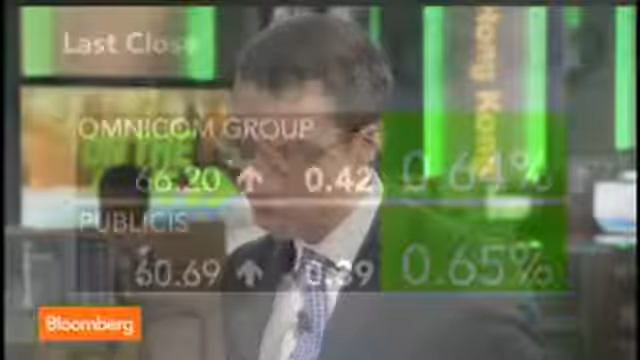 Last Close
Hong Kong
OMNICOM GROUP
66.20 ↑ 0.42 0.64%
PUBLICIS
60.69 ↑ 0.39 0.65%
Bloomberg